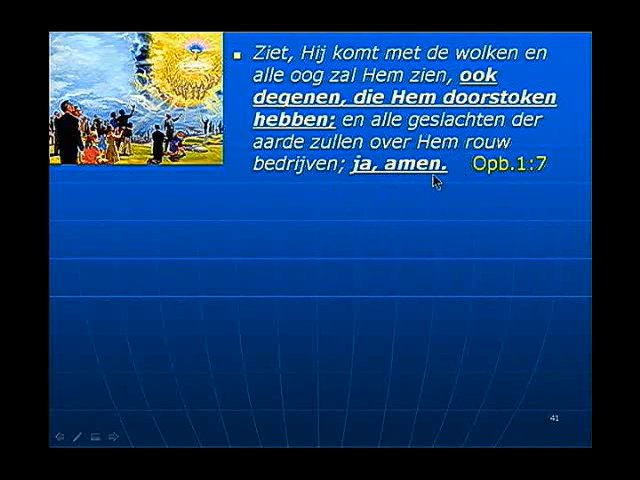 Ziet, Hij komt met de wolken en
alle oog zal Hem zien, ook
degenen, die Hem doorstoken
hebben; en alle geslachten der
aarde zullen over Hem rouw
bedrijven; ja, amen. Opb.1:7
41